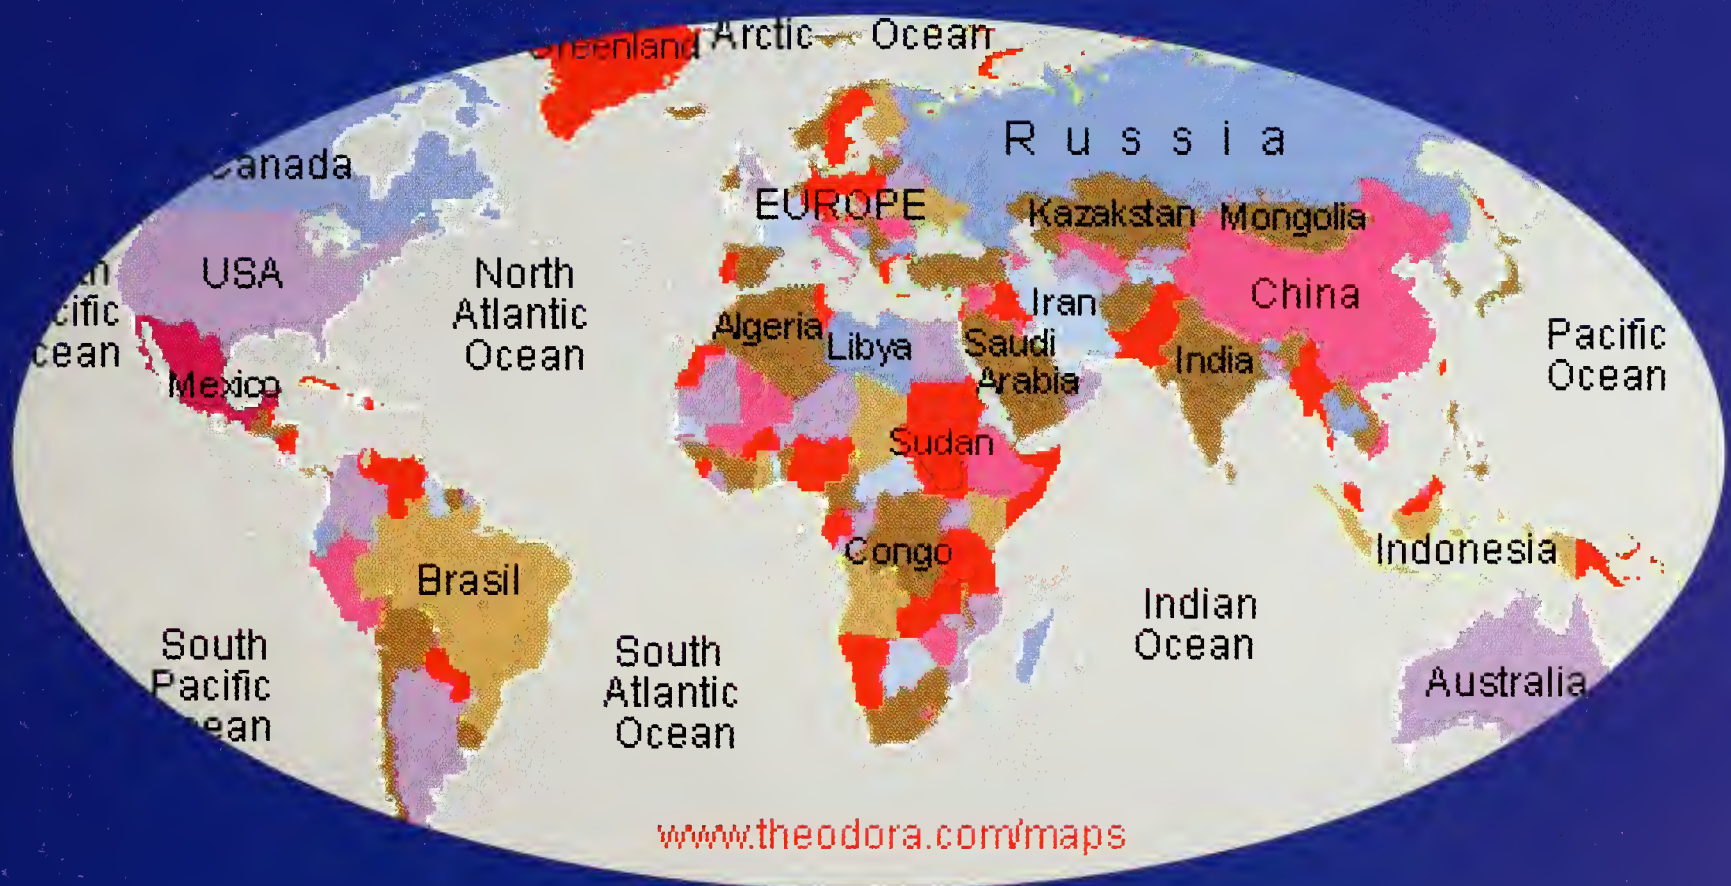 Greenland
Arctic
Ocean
Canada
Russia
EUROPE
Kazakstan
Mongolia
USA
North
Atlantic
Ocean
China
Iran
Algeria
Libya
Saudi
Arabia
India
Pacific
Ocean
Mexico
Sudan
Congo
Indonesia
Brasil
Indian
Ocean
South
Pacific
South
Atlantic
Ocean
Australia
www.theodora.com/maps